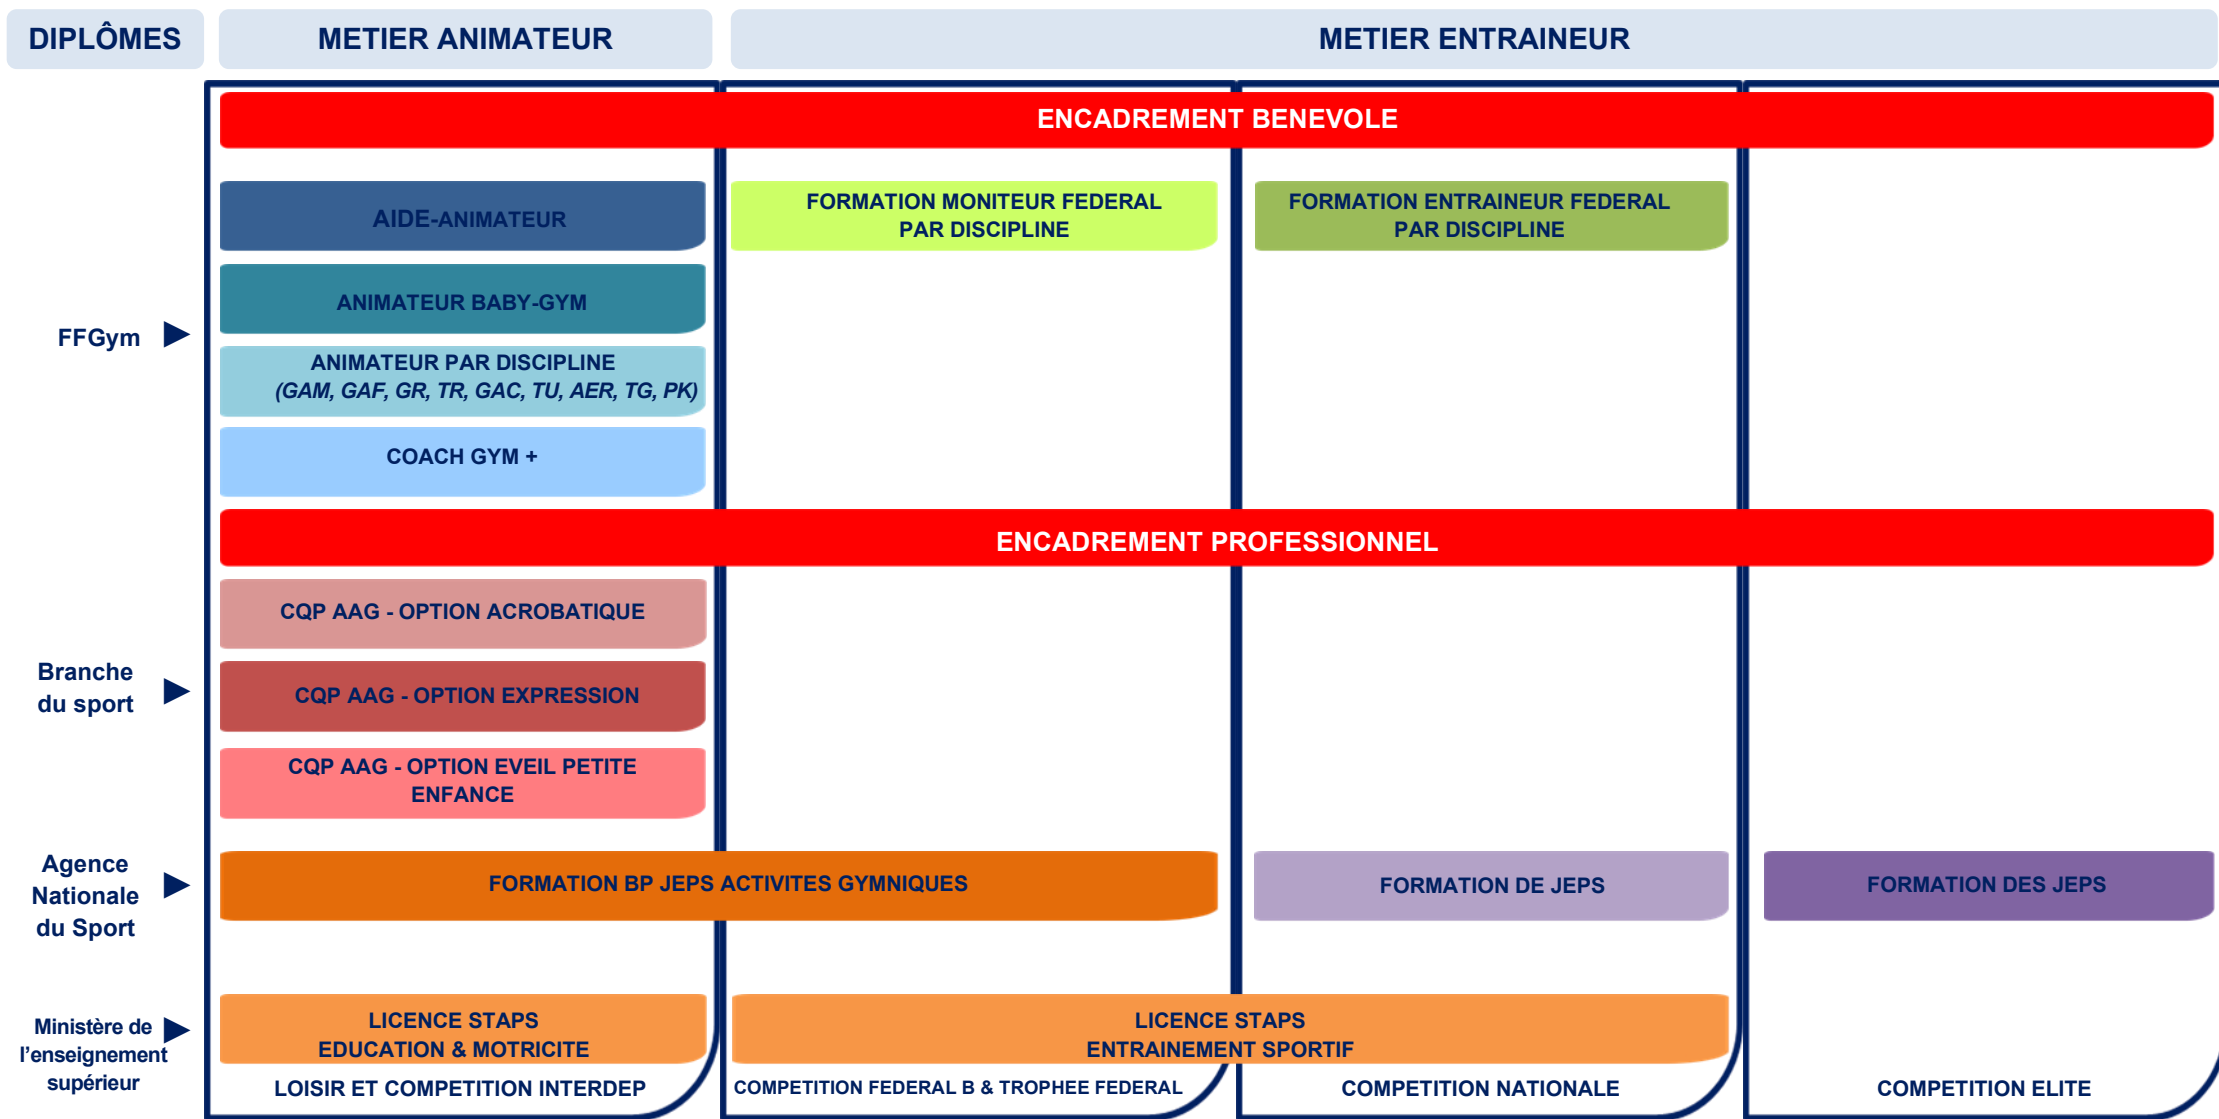 DIPLÔMES
METIER ANIMATEUR
METIER ENTRAINEUR
ENCADREMENT BENEVOLE
FFGym
AIDE-ANIMATEUR
FORMATION MONITEUR FEDERAL
PAR DISCIPLINE
FORMATION ENTRAINEUR FEDERAL
PAR DISCIPLINE
ANIMATEUR BABY-GYM
ANIMATEUR PAR DISCIPLINE
(GAM, GAF, GR, TR, GAC, TU, AER, TG, PK)
COACH GYM +
ENCADREMENT PROFESSIONNEL
Branche
du sport
CQP AAG - OPTION ACROBATIQUE
CQP AAG - OPTION EXPRESSION
CQP AAG - OPTION EVEIL PETITE
ENFANCE
Agence
Nationale
du Sport
FORMATION BP JEPS ACTIVITES GYMNIQUES
FORMATION DE JEPS
FORMATION DES JEPS
Ministère de
l’enseignement
supérieur
LICENCE STAPS
EDUCATION & MOTRICITE
LICENCE STAPS
ENTRAINEMENT SPORTIF
LOISIR ET COMPETITION INTERDEP
COMPETITION FEDERAL B & TROPHEE FEDERAL
COMPETITION NATIONALE
COMPETITION ELITE